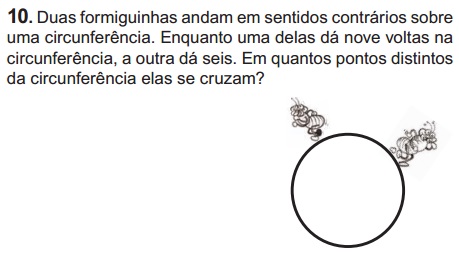 10. Duas formiguinhas andam em sentidos contrários sobre
uma circunferência. Enquanto uma delas dá nove voltas na
circunferência, a outra dá seis. Em quantos pontos distintos
da circunferência elas se cruzam?